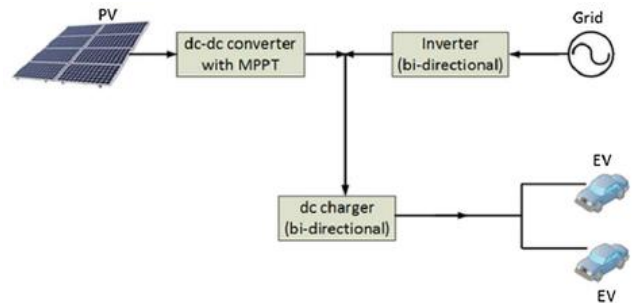 PV
Grid
dc-dc converter
with MPPT
Inverter
(bi-directional)
EV
dc charger
(bi-directional)
EV